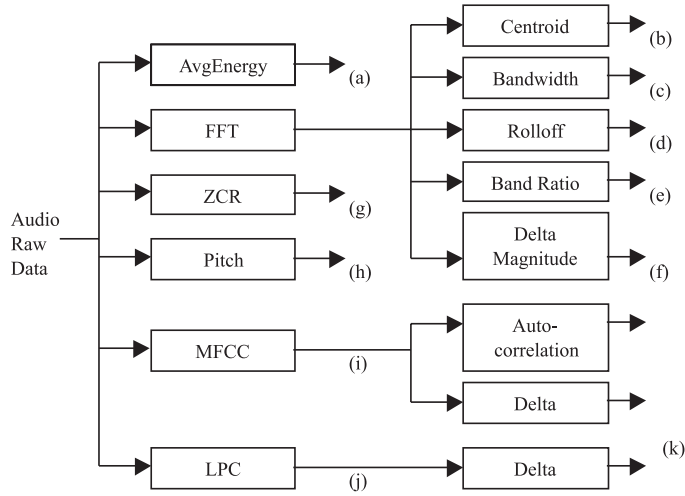 Centroid
(b)
AvgEnergy
(a)
Bandwidth
(c)
FFT
Rolloff
(d)
ZCR
(g)
Band Ratio
(e)
Audio
Raw
Data
Pitch
(h)
Delta
Magnitude
(f)
MFCC
(i)
Auto-
correlation
Delta
(k)
LPC
(j)
Delta